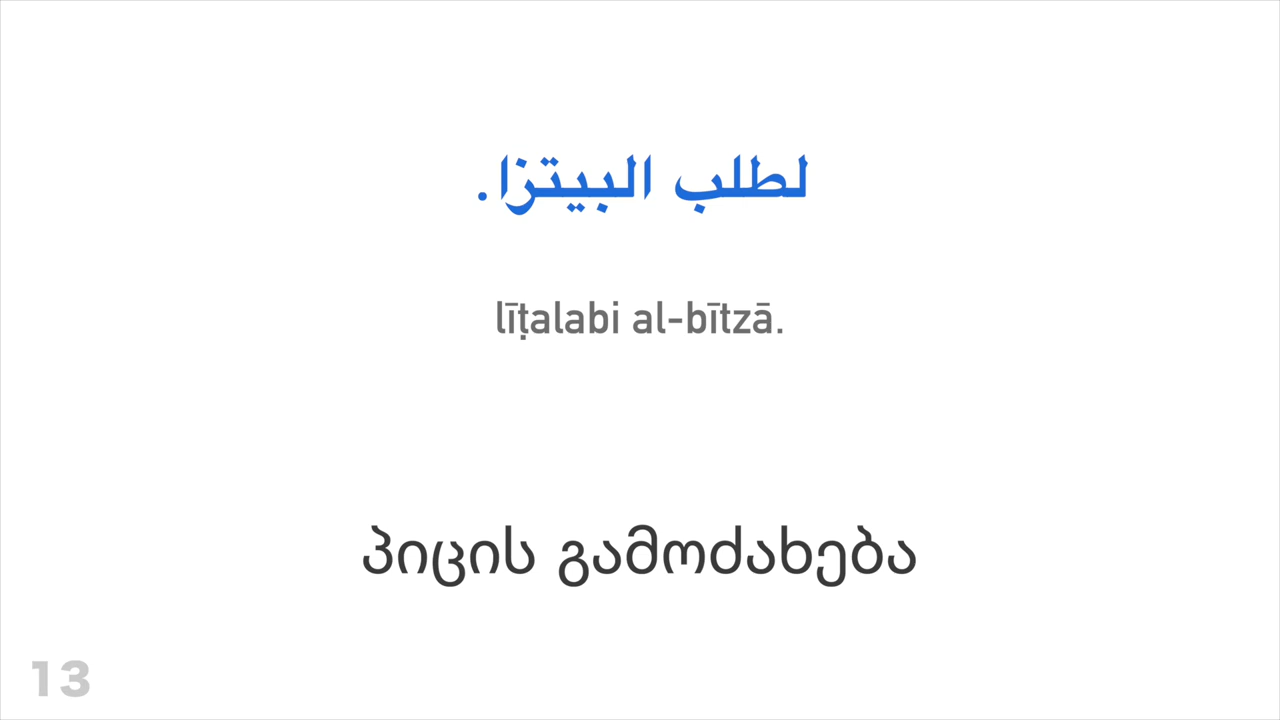 لطلب البيتزا.
līṭalabi al-bītzā.
პიცის გამოძახება
13